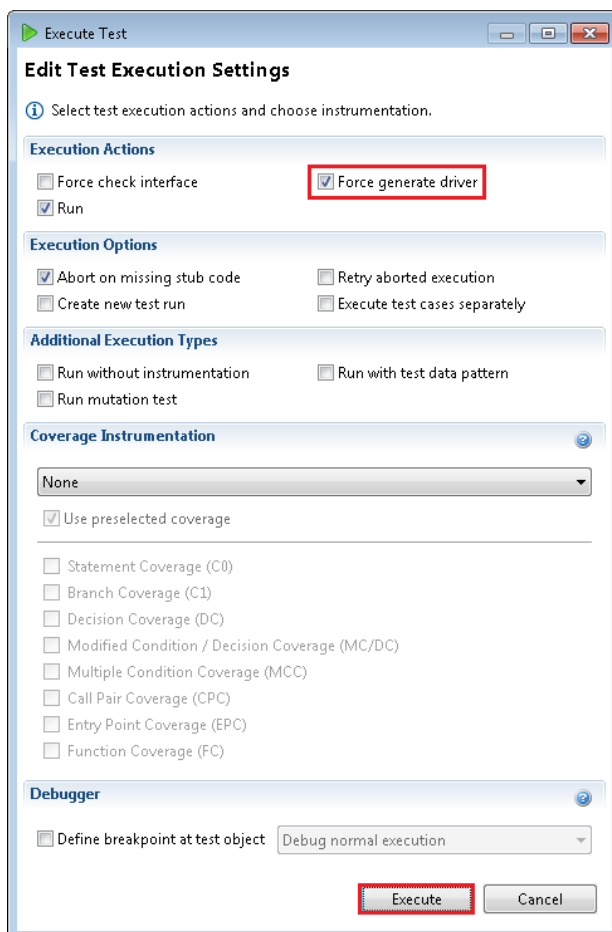 Execute Test
Edit Test Execution Settings
Select test execution actions and choose instrumentation.
Execution Actions
Force check interface Force generate driver
Run
Execution Options
Abort on missing stub code Retry aborted execution
Create new test run Execute test cases separately
Additional Execution Types
Run without instrumentation Run with test data pattern
Run mutation test
Coverage Instrumentation
None
Use preselected coverage
Statement Coverage (C0)
Branch Coverage (C1)
Decision Coverage (DC)
Modified Condition / Decision Coverage (MC/DC)
Multiple Condition Coverage (MCC)
Call Pair Coverage (CPC)
Entry Point Coverage (EPC)
Function Coverage (FC)
Debugger
Define breakpoint at test object Debug normal execution
Execute Cancel